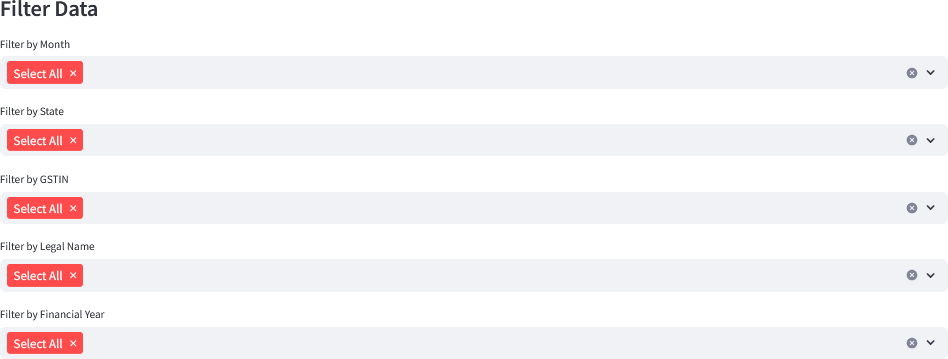 Filter Data
Filter by Month
Select All
Filter by State
Select All
Filter by GSTIN
Select All
Filter by Legal Name
Select All
Filter by Financial Year
Select All